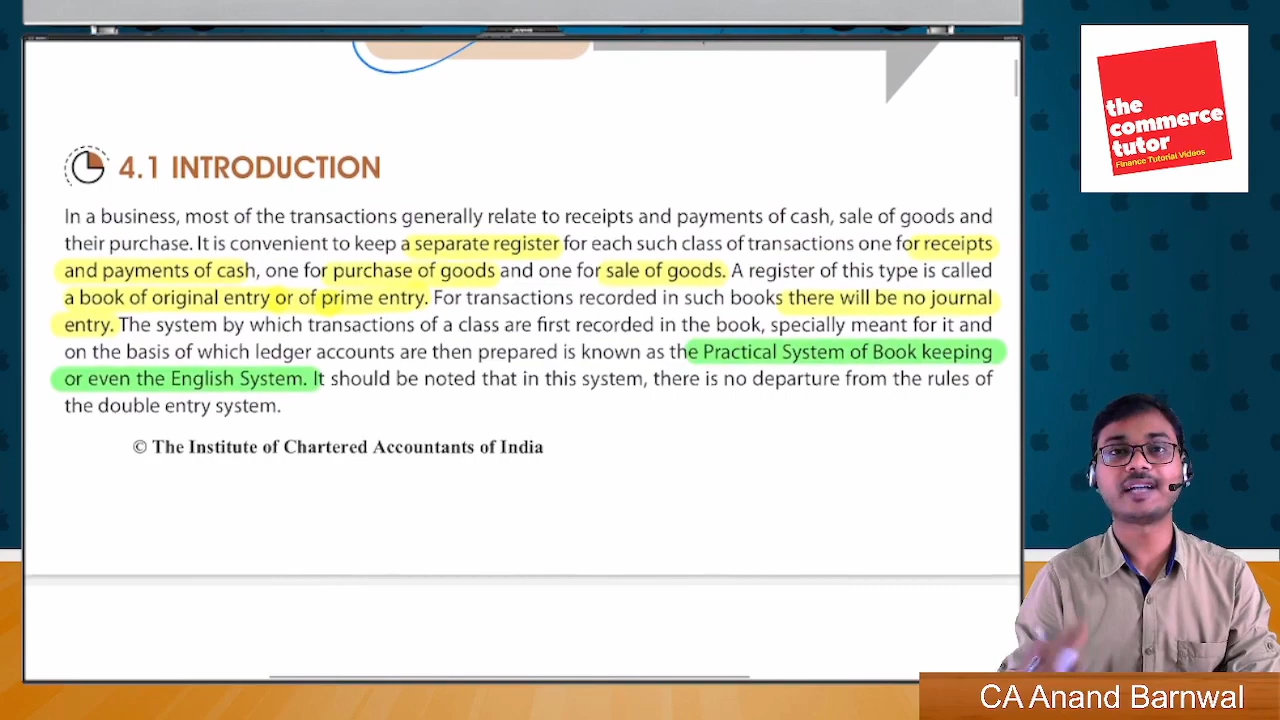 4.1 INTRODUCTION
In a business, most of the transactions generally relate to receipts and payments of cash, sale of goods and
their purchase. It is convenient to keep a separate register for each such class of transactions one for receipts
and payments of cash, one for purchase of goods and one for sale of goods. A register of this type is called
a book of original entry or of prime entry. For transactions recorded in such books there will be no journal
entry. The system by which transactions of a class are first recorded in the book, specially meant for it and
on the basis of which ledger accounts are then prepared is known as the Practical System of Book keeping
or even the English System. It should be noted that in this system, there is no departure from the rules of
the double entry system.
© The Institute of Chartered Accountants of India
the
commerce
tutor
Finance Tutorial Videos
CA Anand Barnwal